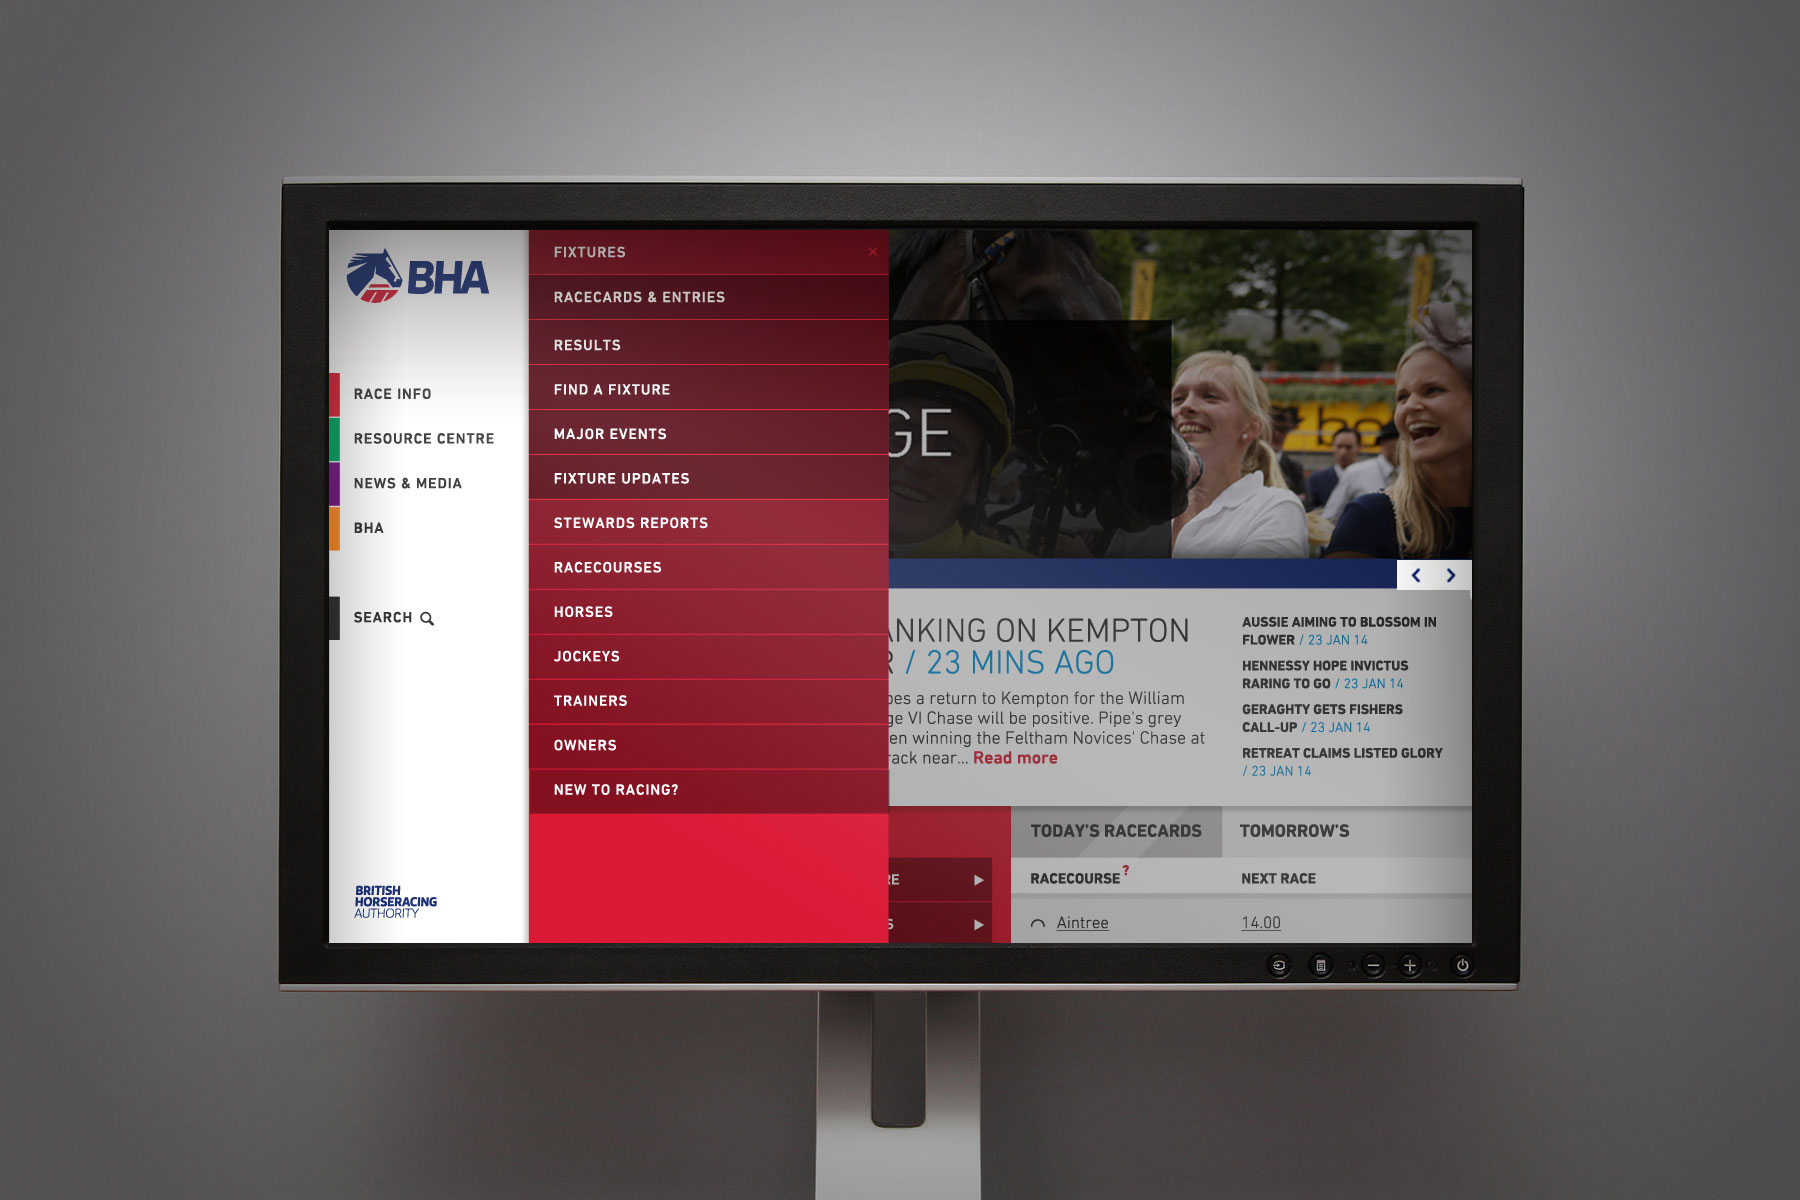 BHA
RACE INFO
RESOURCE CENTRE
NEWS & MEDIA
BHA
SEARCH
BRITISH
HORSERACING
AUTHORITY
FIXTURES
RACECARDS & ENTRIES
RESULTS
FIND A FIXTURE
MAJOR EVENTS
FIXTURE UPDATES
STEWARDS REPORTS
RACECOURSES
HORSES
JOCKEYS
TRAINERS
OWNERS
NEW TO RACING?
GE
ANKING ON KEMPTON
R / 23 MINS AGO
pes a return to Kempton for the William
ge VI Chase will be positive. Pipe's grey
en winning the Feltham Novices' Chase at
rack near... Read more
AUSSIE AIMING TO BLOSSOM IN
FLOWER / 23 JAN 14
HENNESSY HOPE INVICTUS
RARING TO GO / 23 JAN 14
GERAGHTY GETS FISHERS
CALL-UP / 23 JAN 14
RETREAT CLAIMS LISTED GLORY
/ 23 JAN 14
RE
S
TODAY'S RACECARDS
TOMORROW'S
RACECOURSE ?
NEXT RACE
Aintree
14.00